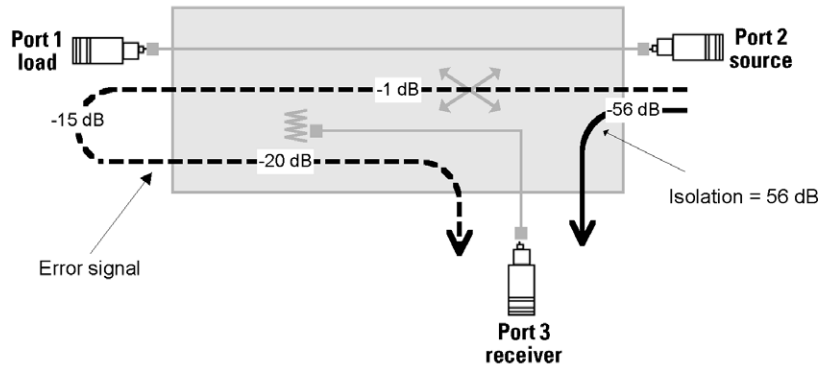 Port 1
load
Port 2
source
-1 dB
-56 dB
-15 dB
-20 dB
Isolation = 56 dB
Error signal
Port 3
receiver